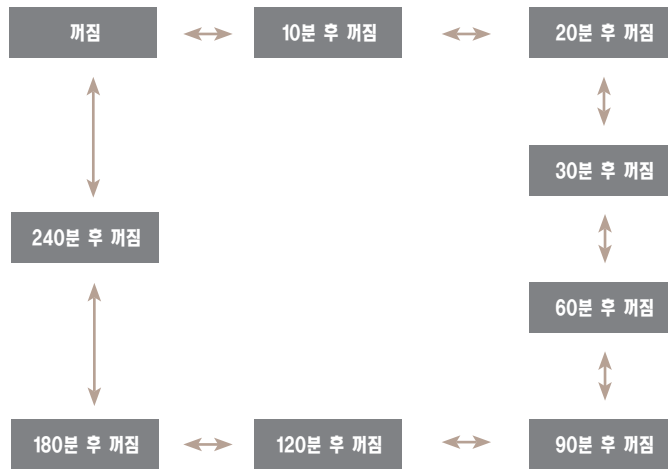 꺼짐
10분 후 꺼짐
20분 후 꺼짐
30분 후 꺼짐
60분 후 꺼짐
90분 후 꺼짐
120분 후 꺼짐
180분 후 꺼짐
240분 후 꺼짐